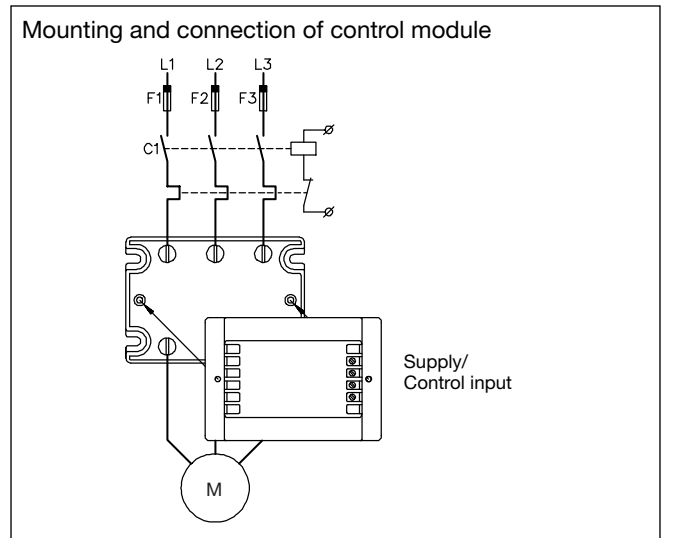 Mounting and connection of control module
L1 L2 L3
F1 F2 F3
C1
Supply/
Control input
M